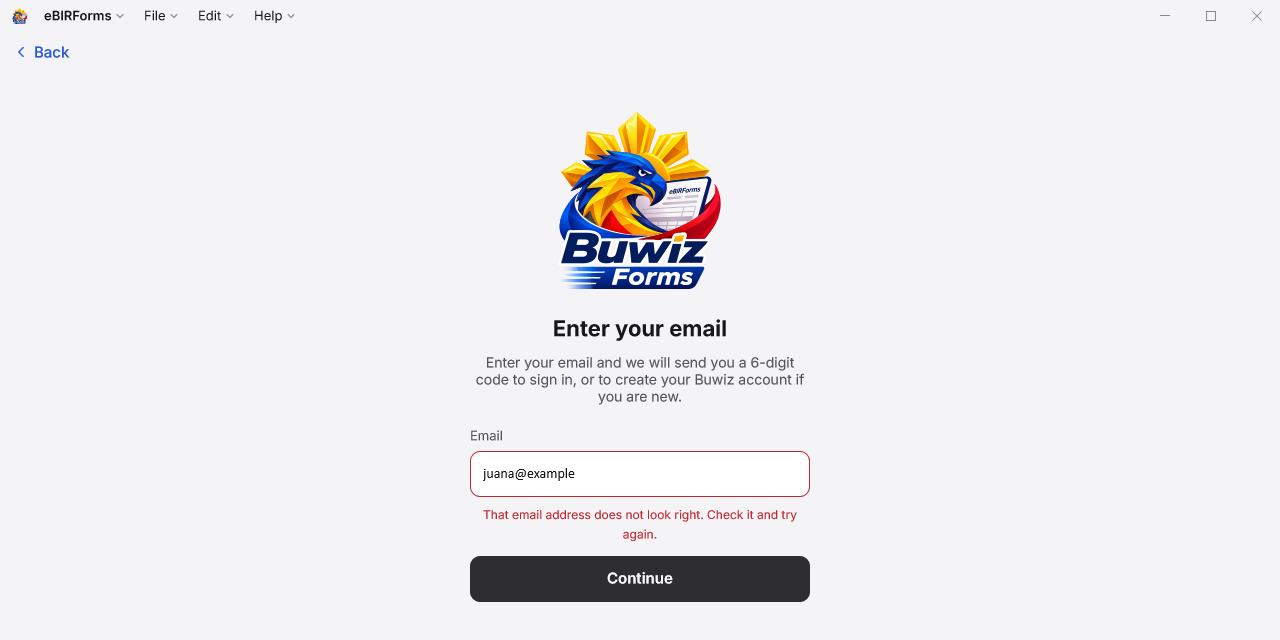 eBIRForms File Edit Help
Back
eBIRForms
Buwiz
Forms
Enter your email
Enter your email and we will send you a 6-digit
code to sign in, or to create your Buwiz account if
you are new.
Email
juana@example
That email address does not look right. Check it and try
again.
Continue